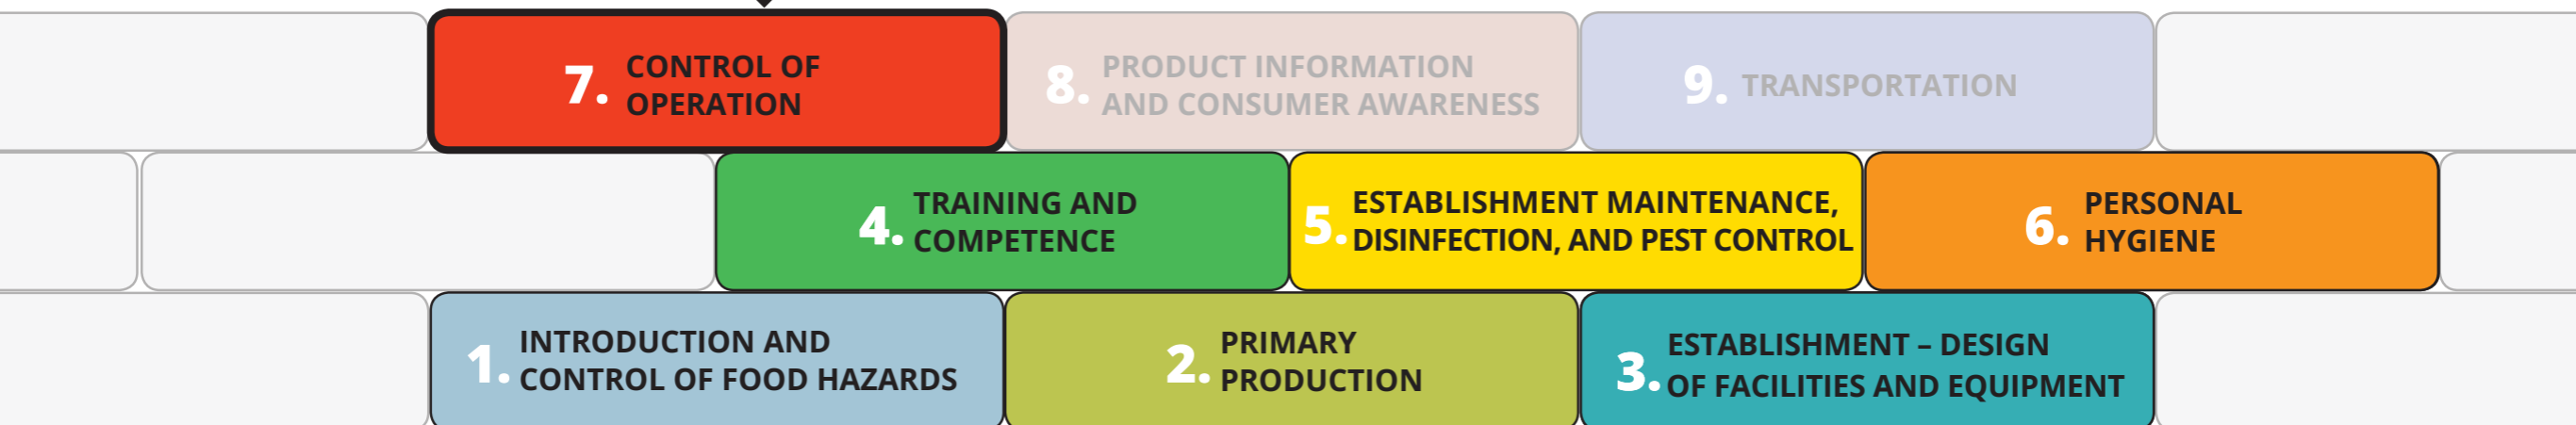 7. CONTROL OF
OPERATION
8. PRODUCT INFORMATION
AND CONSUMER AWARENESS
9. TRANSPORTATION
4. TRAINING AND
COMPETENCE
5. ESTABLISHMENT MAINTENANCE,
DISINFECTION, AND PEST CONTROL
6. PERSONAL
HYGIENE
1. INTRODUCTION AND
CONTROL OF FOOD HAZARDS
2. PRIMARY
PRODUCTION
3. ESTABLISHMENT – DESIGN
OF FACILITIES AND EQUIPMENT